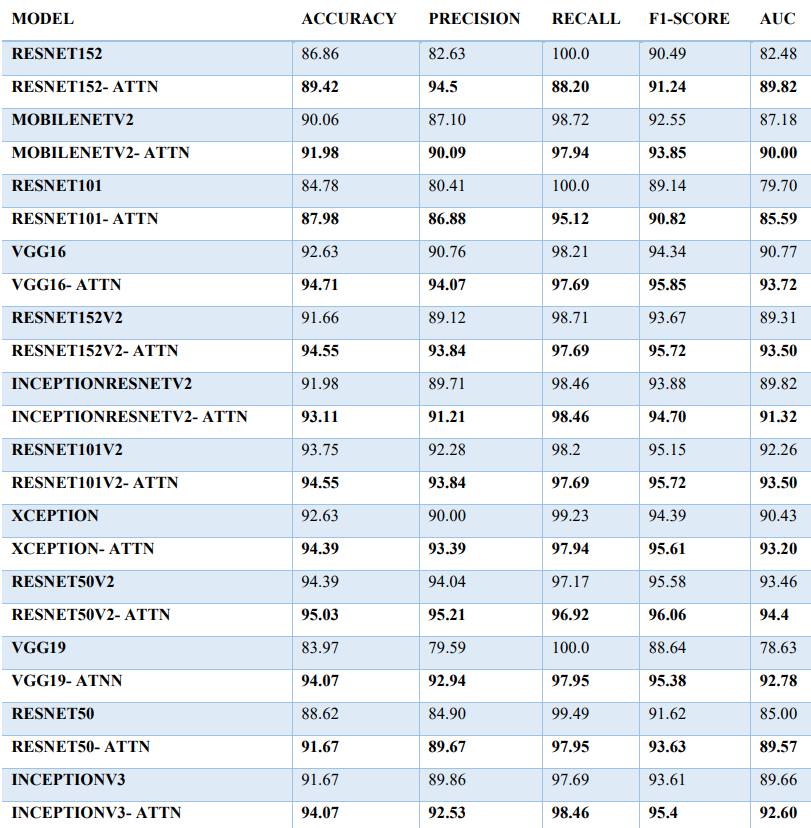 MODEL ACCURACY PRECISION RECALL F1-SCORE AUC
RESNET152 86.86 82.63 100.0 90.49 82.48
RESNET152- ATTN 89.42 94.5 88.20 91.24 89.82
MOBILENETV2 90.06 87.10 98.72 92.55 87.18
MOBILENETV2- ATTN 91.98 90.09 97.94 93.85 90.00
RESNET101 84.78 80.41 100.0 89.14 79.70
RESNET101- ATTN 87.98 86.88 95.12 90.82 85.59
VGG16 92.63 90.76 98.21 94.34 90.77
VGG16- ATTN 94.71 94.07 97.69 95.85 93.72
RESNET152V2 91.66 89.12 98.71 93.67 89.31
RESNET152V2- ATTN 94.55 93.84 97.69 95.72 93.50
INCEPTIONRESNETV2 91.98 89.71 98.46 93.88 89.82
INCEPTIONRESNETV2- ATTN 93.11 91.21 98.46 94.70 91.32
RESNET101V2 93.75 92.28 98.2 95.15 92.26
RESNET101V2- ATTN 94.55 93.84 97.69 95.72 93.50
XCEPTION 92.63 90.00 99.23 94.39 90.43
XCEPTION- ATTN 94.39 93.39 97.94 95.61 93.20
RESNET50V2 94.39 94.04 97.17 95.58 93.46
RESNET50V2- ATTN 95.03 95.21 96.92 96.06 94.4
VGG19 83.97 79.59 100.0 88.64 78.63
VGG19- ATNN 94.07 92.94 97.95 95.38 92.78
RESNET50 88.62 84.90 99.49 91.62 85.00
RESNET50- ATTN 91.67 89.67 97.95 93.63 89.57
INCEPTIONV3 91.67 89.86 97.69 93.61 89.66
INCEPTIONV3- ATTN 94.07 92.53 98.46 95.4 92.60